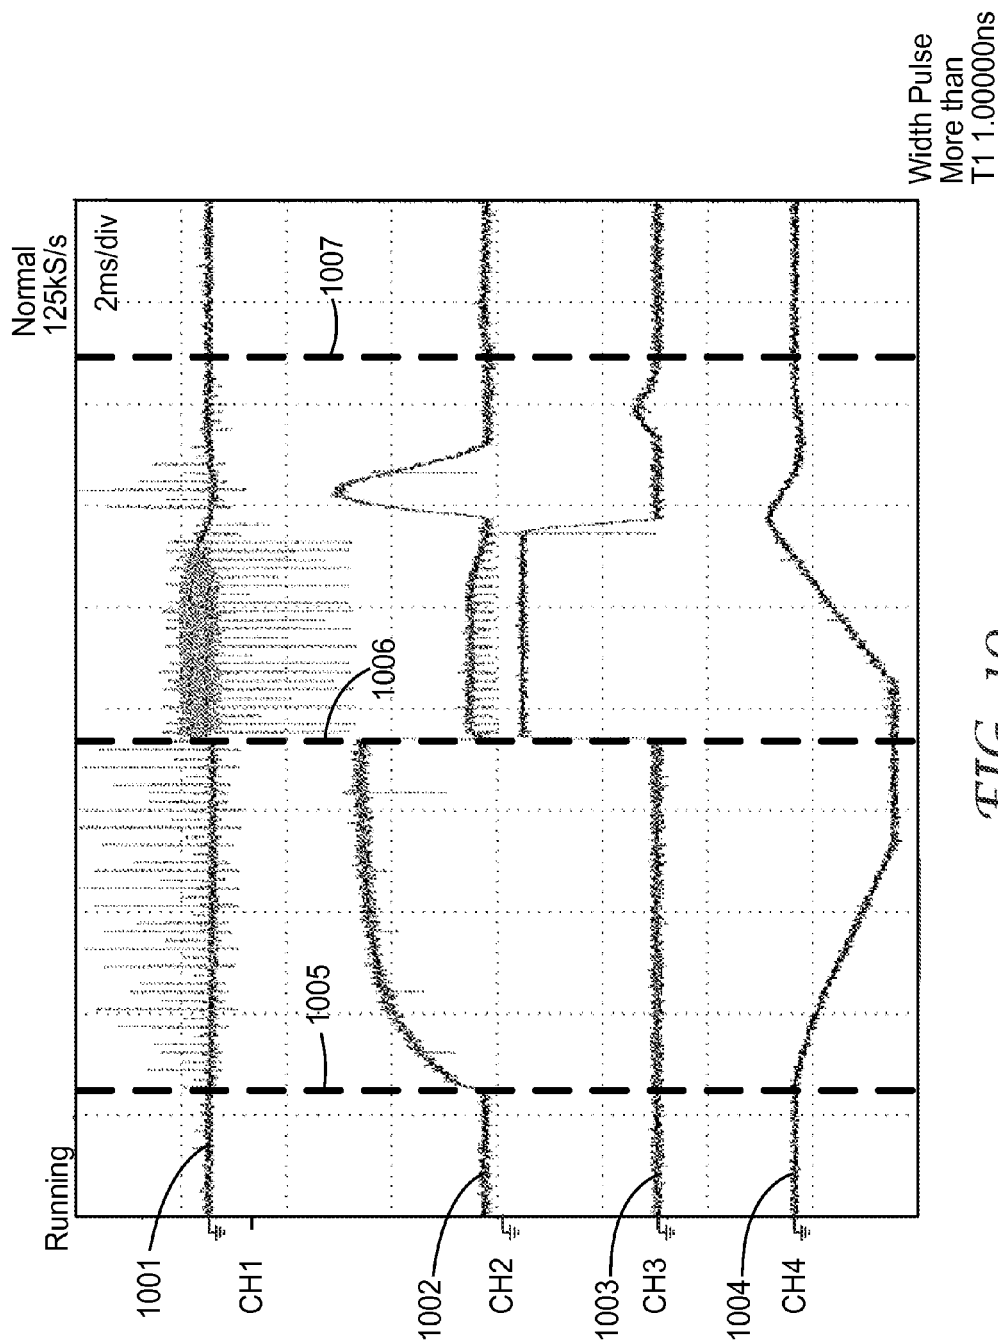 Running
Normal
125kS/s
2ms/div
1001
CH1
1002
CH2
1003
CH3
1004
CH4
1005
1006
1007
Width Pulse
More than
T1 1.00000ns